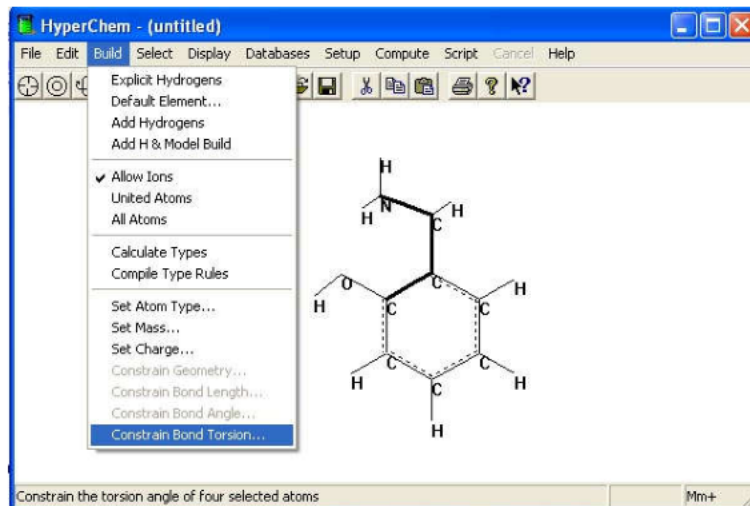 HyperChem - (untitled)
File Edit Build Select Display Databases Setup Compute Script Cancel Help
Explicit Hydrogens
Default Element...
Add Hydrogens
Add H & Model Build
Allow Ions
United Atoms
All Atoms
Calculate Types
Compile Type Rules
Set Atom Type...
Set Mass...
Set Charge...
Constrain Geometry...
Constrain Bond Length...
Constrain Bond Angle...
Constrain Bond Torsion...
H
N
H
H
C
C
O
H
C
C
H
C
C
H
C
H
H
Constrain the torsion angle of four selected atoms
Mm+